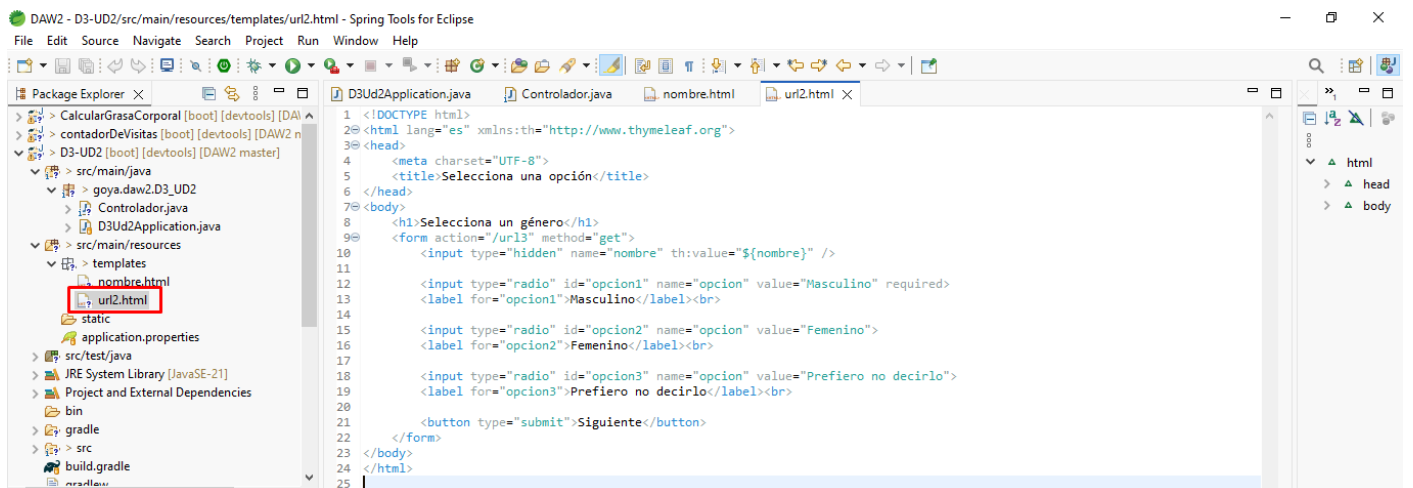 DAW2 - D3-UD2/src/main/resources/templates/url2.html - Spring Tools for Eclipse
File Edit Source Navigate Search Project Run Window Help
Package Explorer
> CalcularGrasaCorporal [boot] [devtools] [DAV
> contadorDeVisitas [boot] [devtools] [DAW2 n
> D3-UD2 [boot] [devtools] [DAW2 master]
> src/main/java
> goya.daw2.D3_UD2
> Controlador.java
> D3Ud2Application.java
> src/main/resources
> templates
nombre.html
url2.html
static
application.properties
src/test/java
JRE System Library [JavaSE-21]
Project and External Dependencies
bin
gradle
> src
build.gradle
gradlew
D3Ud2Application.java Controlador.java nombre.html url2.html
1 <!DOCTYPE html>
2 <html lang="es" xmlns:th="http://www.thymeleaf.org">
3 <head>
4 <meta charset="UTF-8">
5 <title>Selecciona una opción</title>
6 </head>
7 <body>
8 <h1>Selecciona un género</h1>
9 <form action="/url3" method="get">
10 <input type="hidden" name="nombre" th:value="${nombre}" />
11
12 <input type="radio" id="opcion1" name="opcion" value="Masculino" required>
13 <label for="opcion1">Masculino</label><br>
14
15 <input type="radio" id="opcion2" name="opcion" value="Femenino">
16 <label for="opcion2">Femenino</label><br>
17
18 <input type="radio" id="opcion3" name="opcion" value="Prefiero no decirlo">
19 <label for="opcion3">Prefiero no decirlo</label><br>
20
21 <button type="submit">Siguiente</button>
22 </form>
23 </body>
24 </html>
25
html
head
body